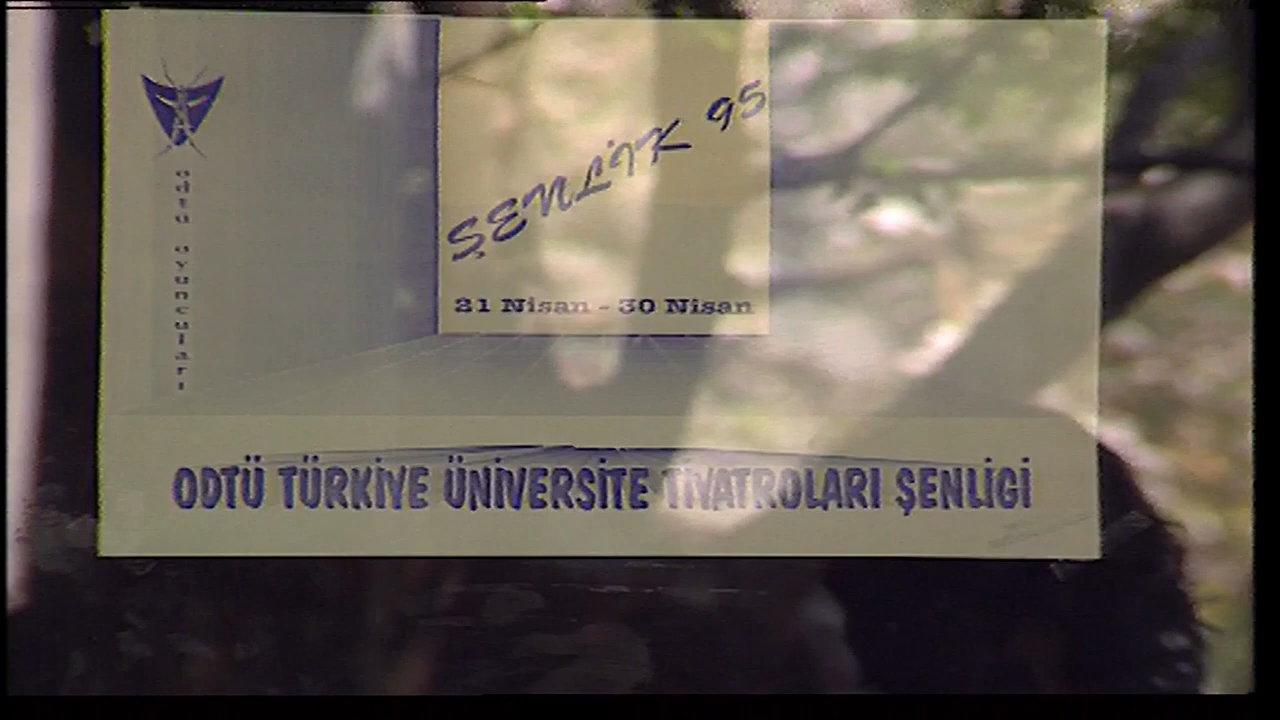 odtü oyuncuları
ŞENLİK 95
21 Nisan - 30 Nisan
ODTÜ TÜRKİYE ÜNİVERSİTE TİYATROLARI ŞENLİGİ